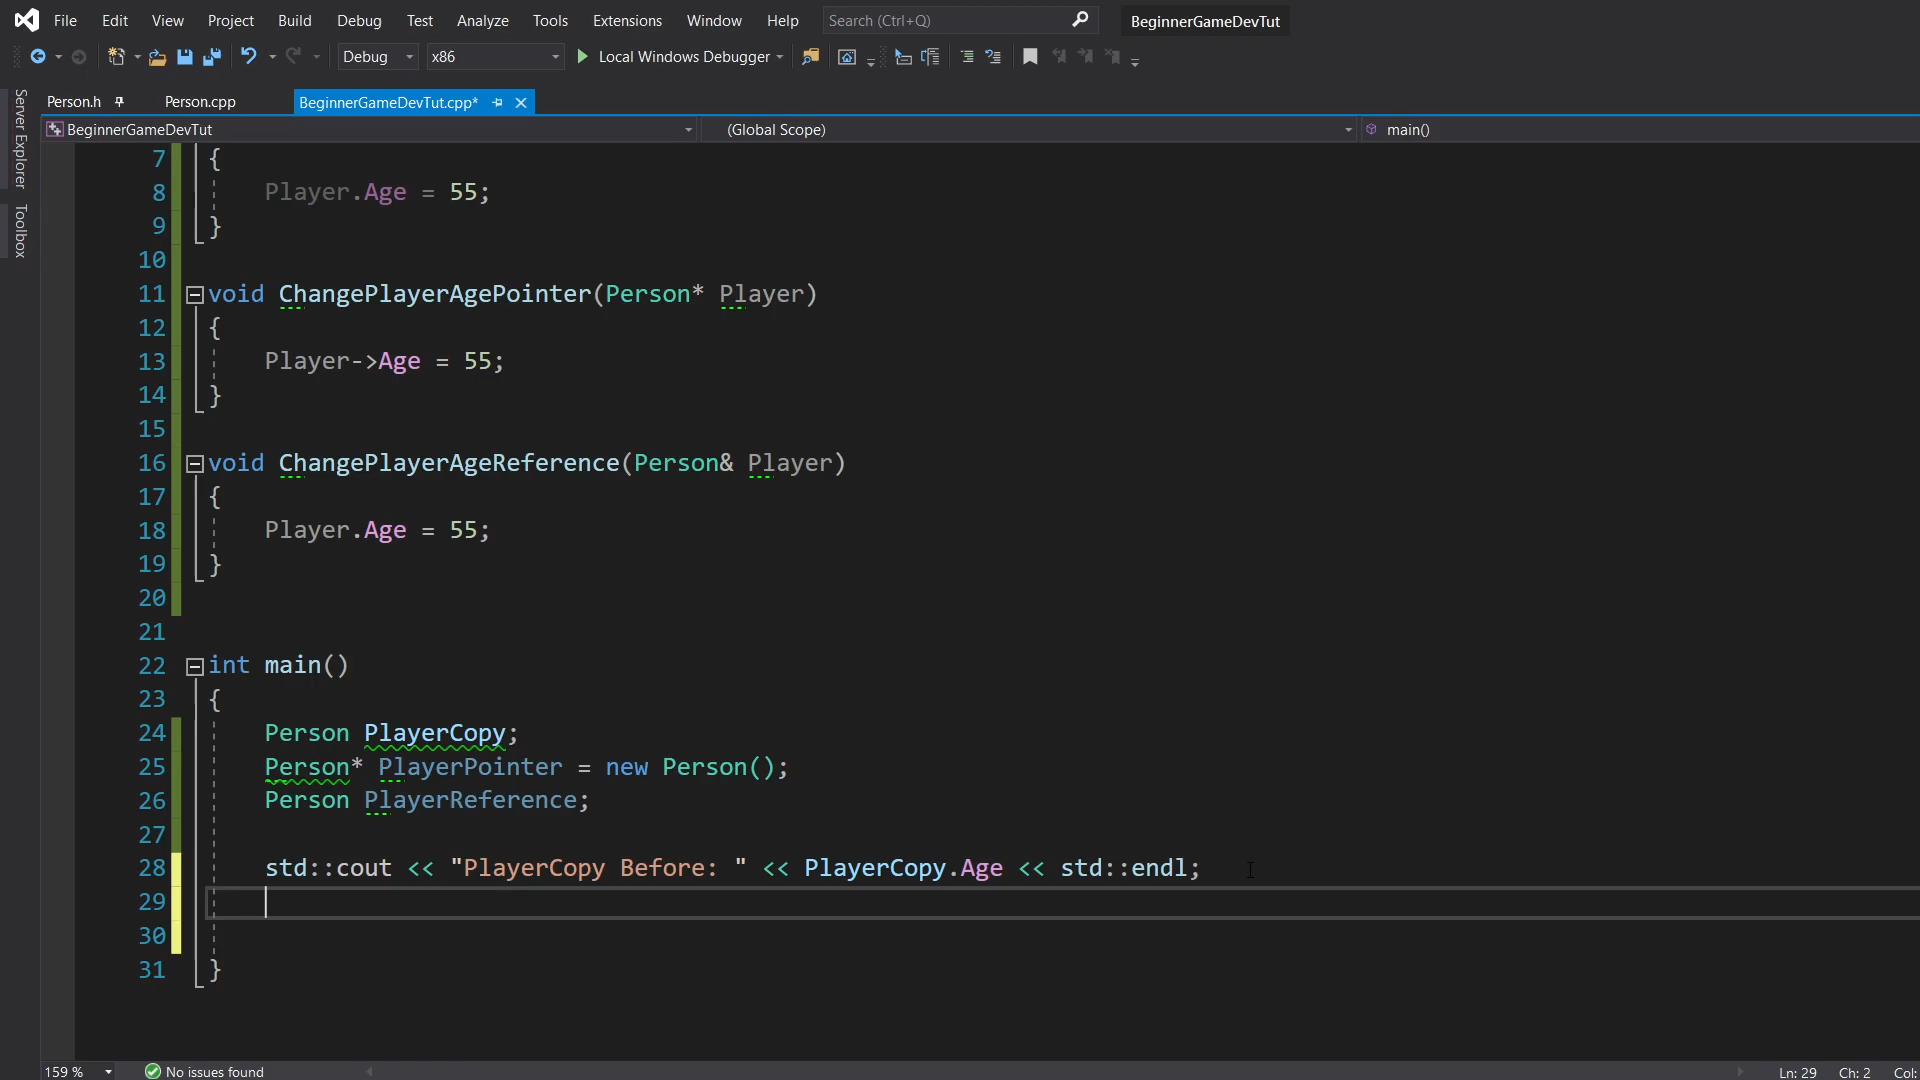 File Edit View Project Build Debug Test Analyze Tools Extensions Window Help Search (Ctrl+Q) BeginnerGameDevTut
Debug x86 Local Windows Debugger
Server Explorer
Toolbox
Person.h Person.cpp BeginnerGameDevTut.cpp*
BeginnerGameDevTut (Global Scope) main()
7 {
8 Player.Age = 55;
9 }
10
11 void ChangePlayerAgePointer(Person* Player)
12 {
13 Player->Age = 55;
14 }
15
16 void ChangePlayerAgeReference(Person& Player)
17 {
18 Player.Age = 55;
19 }
20
21
22 int main()
23 {
24 Person PlayerCopy;
25 Person* PlayerPointer = new Person();
26 Person PlayerReference;
27
28 std::cout << "PlayerCopy Before: " << PlayerCopy.Age << std::endl;
29
30
31 }
159 % No issues found Ln: 29 Ch: 2 Col: